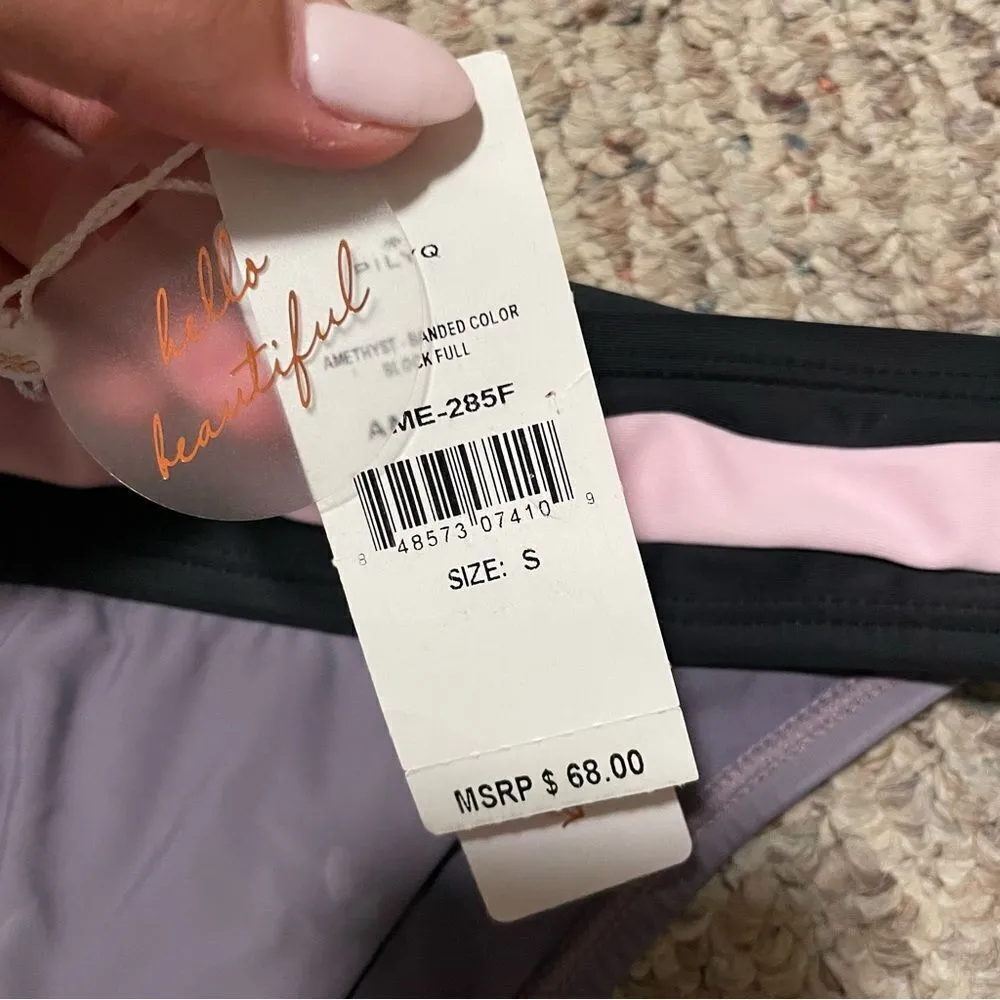 hello
beautiful
PILYQ
AMETHYST - BANDED COLOR
BLOCK FULL
AME-285F
8 48573 07410 9
SIZE: S
MSRP $ 68.00